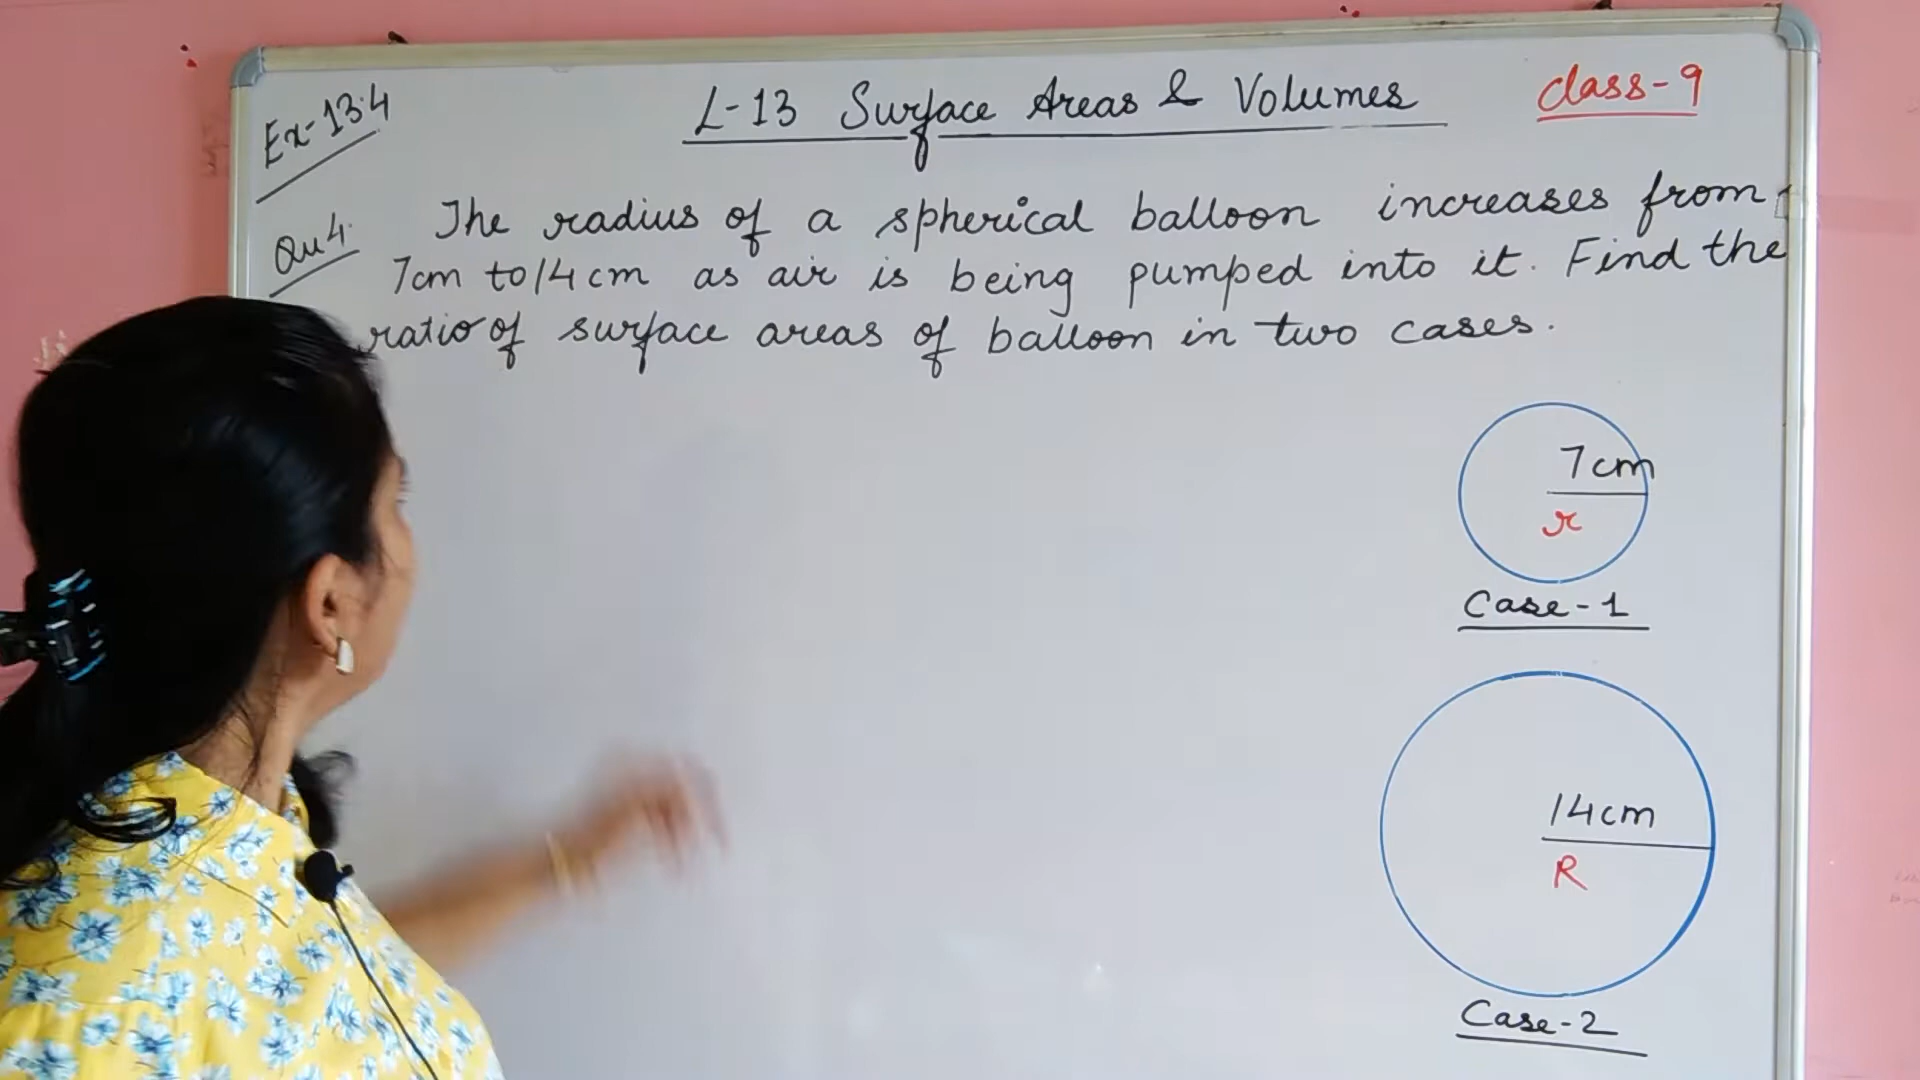 Ex-13.4
L-13 Surface Areas & Volumes
class-9
Qu 4.
The radius of a spherical balloon increases from
7cm to 14cm as air is being pumped into it. Find the
ratio of surface areas of balloon in two cases.
7cm
r
Case-1
14cm
R
Case-2